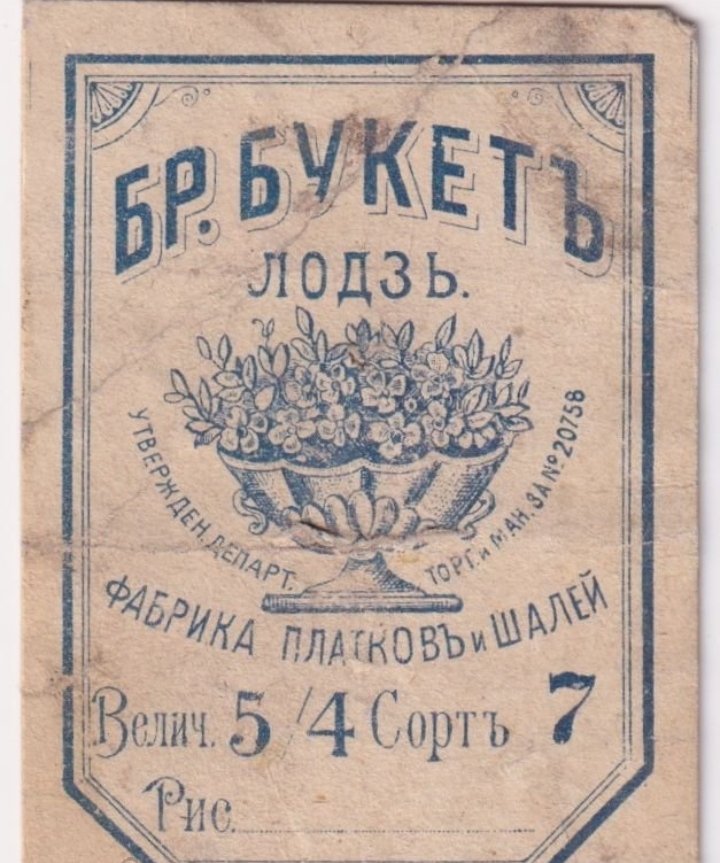 БР. БУКЕТЪ
ЛОДЗЬ.
УТВЕРЖДЕН. ДЕПАРТ. ТОРГ. и МАН. ЗА № 20758
ФАБРИКА ПЛАТКОВЪ и ШАЛЕЙ
Велич. 5/4 Сортъ 7
Рис.